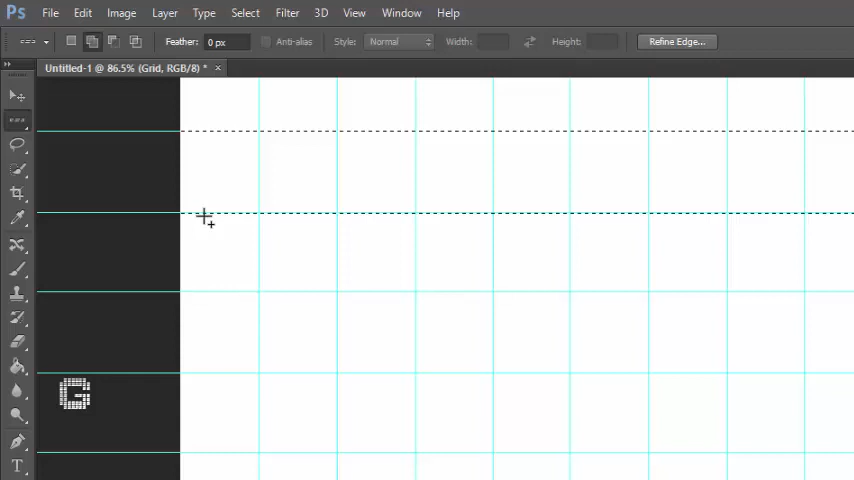 Ps File Edit Image Layer Type Select Filter 3D View Window Help
Feather: 0 px Anti-alias Style: Normal Width: Height: Refine Edge...
Untitled-1 @ 86.5% (Grid, RGB/8) * ×
G
T